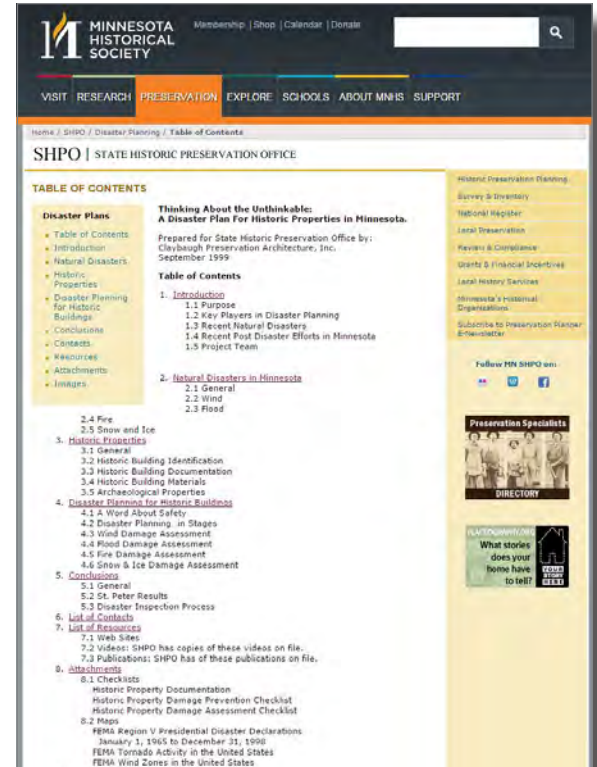 MINNESOTA
HISTORICAL
SOCIETY
Membership | Shop | Calendar | Donate
VISIT RESEARCH PRESERVATION EXPLORE SCHOOLS ABOUT MNHS SUPPORT
Home / SHPO / Disaster Planning / Table of Contents
SHPO | STATE HISTORIC PRESERVATION OFFICE
TABLE OF CONTENTS
Disaster Plans
Table of Contents
Introduction
Natural Disasters
Historic
Properties
Disaster Planning
for Historic
Buildings
Conclusions
Contacts
Resources
Attachments
Images
Thinking About the Unthinkable:
A Disaster Plan For Historic Properties in Minnesota.
Prepared for State Historic Preservation Office by:
Claybaugh Preservation Architecture, Inc.
September 1999
Table of Contents
1. Introduction
1.1 Purpose
1.2 Key Players in Disaster Planning
1.3 Recent Natural Disasters
1.4 Recent Post Disaster Efforts in Minnesota
1.5 Project Team
2. Natural Disasters in Minnesota
2.1 General
2.2 Wind
2.3 Flood
2.4 Fire
2.5 Snow and Ice
3. Historic Properties
3.1 General
3.2 Historic Building Identification
3.3 Historic Building Documentation
3.4 Historic Building Materials
3.5 Archaeological Properties
4. Disaster Planning for Historic Buildings
4.1 A Word About Safety
4.2 Disaster Planning in Stages
4.3 Wind Damage Assessment
4.4 Flood Damage Assessment
4.5 Fire Damage Assessment
4.6 Snow & Ice Damage Assessment
5. Conclusions
5.1 General
5.2 St. Peter Results
5.3 Disaster Inspection Process
6. List of Contacts
7. List of Resources
7.1 Web Sites
7.2 Videos: SHPO has copies of these videos on file.
7.3 Publications: SHPO has of these publications on file.
8. Attachments
8.1 Checklists
Historic Property Documentation
Historic Property Damage Prevention Checklist
Historic Property Damage Assessment Checklist
8.2 Maps
FEMA Region V Presidential Disaster Declarations
January 1, 1965 to December 31, 1998
FEMA Tornado Activity in the United States
FEMA Wind Zones in the United States
Historic Preservation Planning
Survey & Inventory
National Register
Local Preservation
Review & Compliance
Grants & Financial Incentives
Local History Services
Minnesota's Historical
Organizations
Subscribe to Preservation Planner
E-Newsletter
Follow MN SHPO on:
Preservation Specialists
DIRECTORY
PLACEOGRAPHY.ORG
What stories
does your
home have
to tell?
YOUR
STORY
HERE